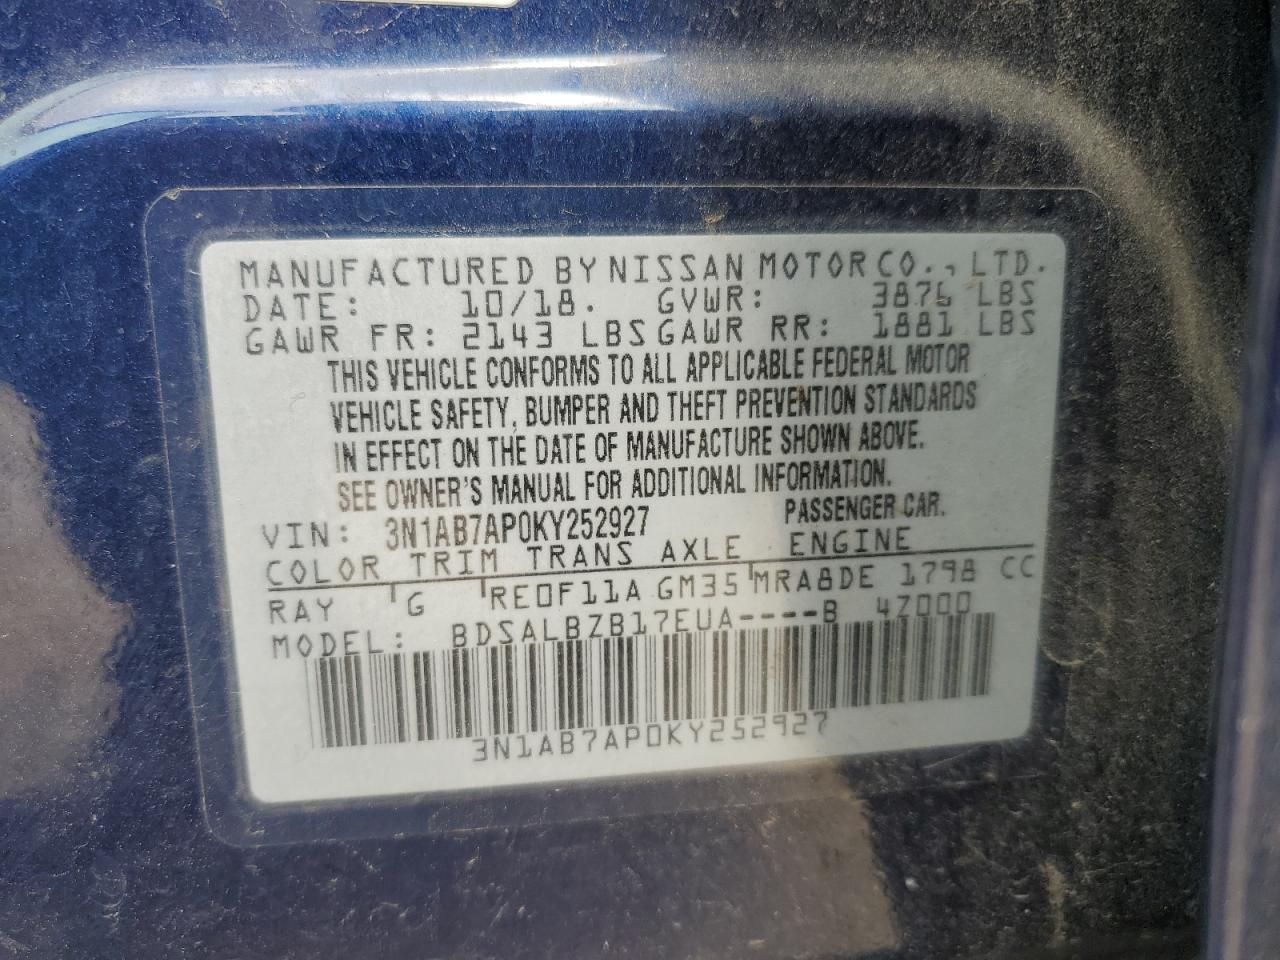 MANUFACTURED BY NISSAN MOTOR CO., LTD.
DATE: 10/18. GVWR: 3876 LBS
GAWR FR: 2143 LBS GAWR RR: 1881 LBS
THIS VEHICLE CONFORMS TO ALL APPLICABLE FEDERAL MOTOR
VEHICLE SAFETY, BUMPER AND THEFT PREVENTION STANDARDS
IN EFFECT ON THE DATE OF MANUFACTURE SHOWN ABOVE.
SEE OWNER'S MANUAL FOR ADDITIONAL INFORMATION.
VIN: 3N1AB7AP0KY252927 PASSENGER CAR.
COLOR TRIM TRANS AXLE ENGINE
RAY G RE0F11A GM35 MRA8DE 1798 CC
MODEL: BDSALBZB17EUA----B 4Z000
3N1AB7AP0KY252927